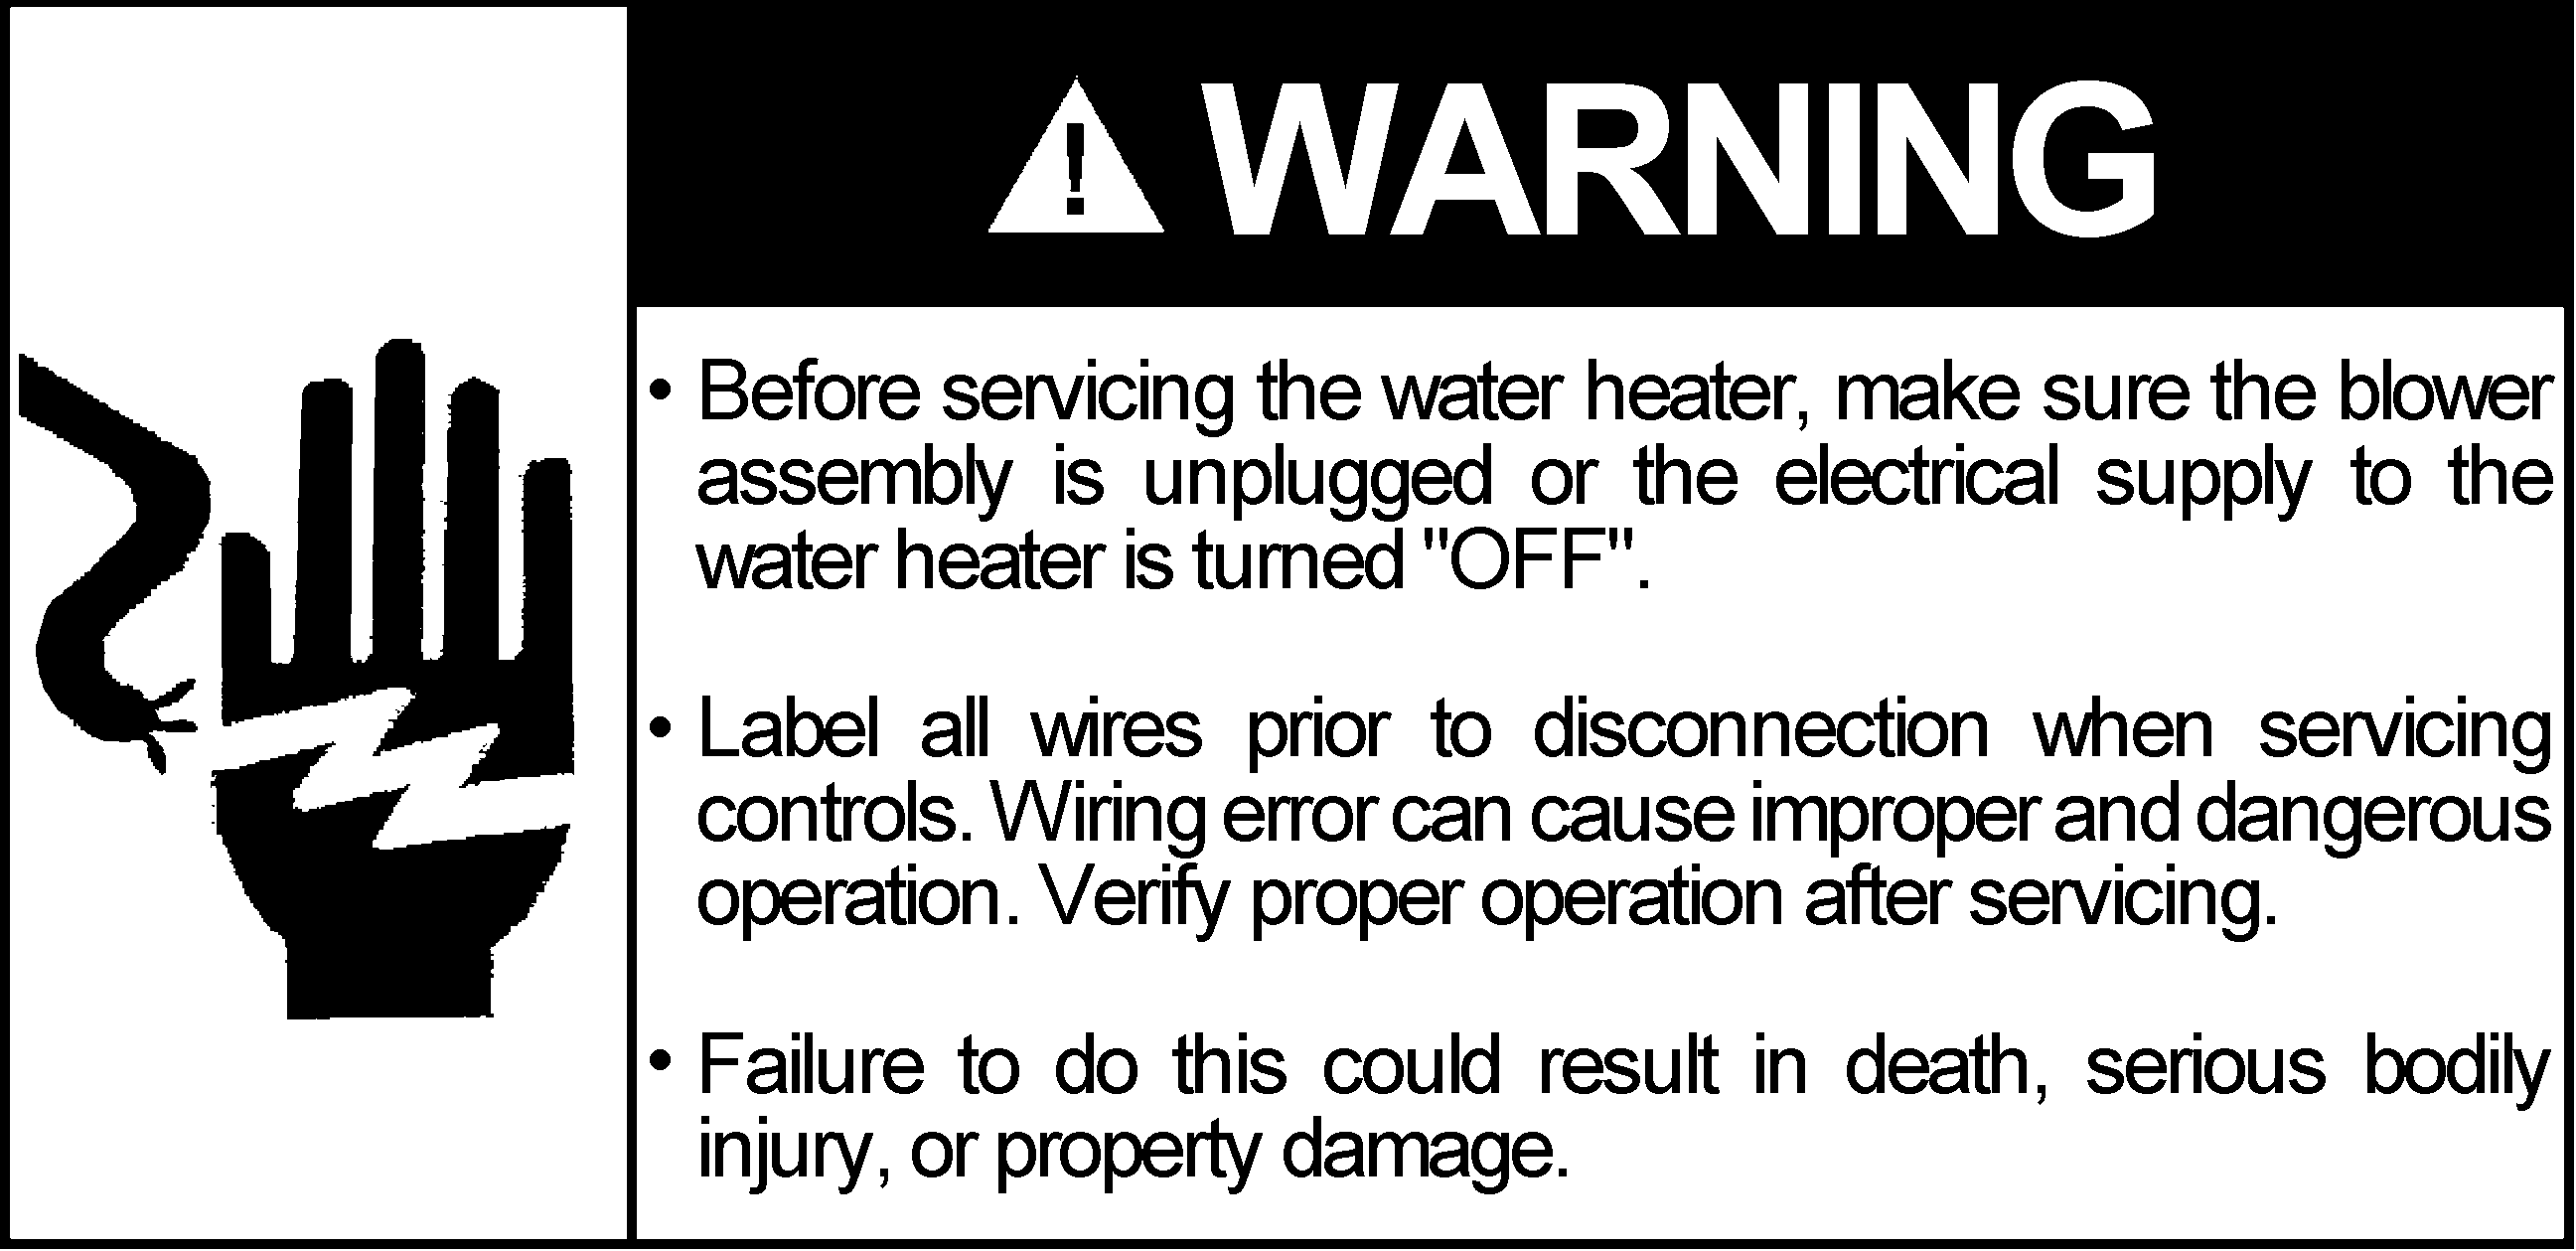 WARNING
• Before servicing the water heater, make sure the blower
assembly is unplugged or the electrical supply to the
water heater is turned "OFF".
• Label all wires prior to disconnection when servicing
controls. Wiring error can cause improper and dangerous
operation. Verify proper operation after servicing.
• Failure to do this could result in death, serious bodily
injury, or property damage.